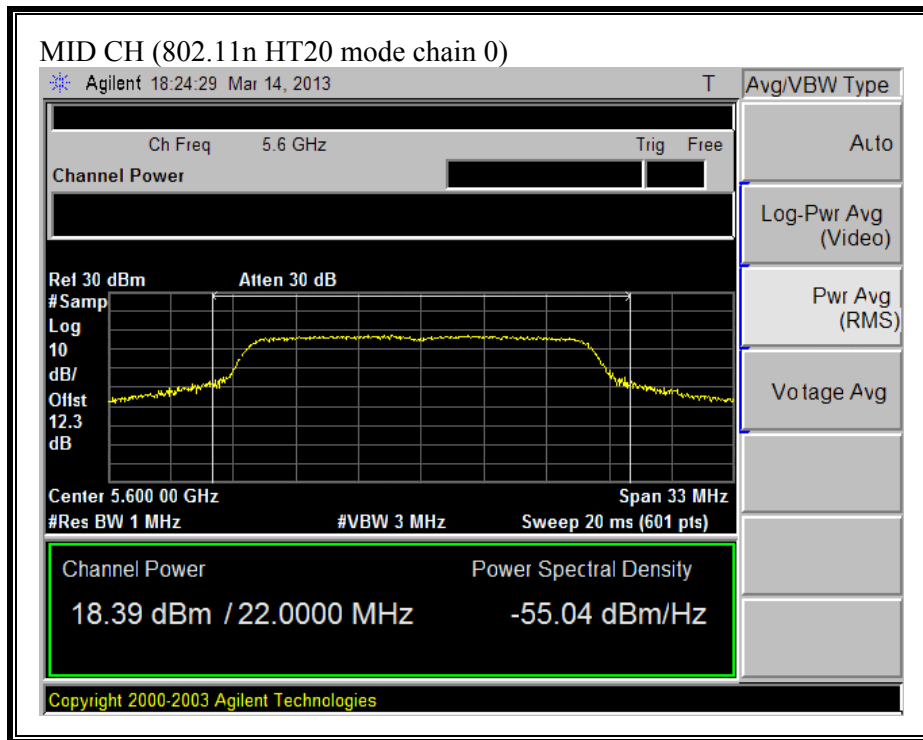 MID CH (802.11n HT20 mode chain 0)
Agilent 18:24:29 Mar 14, 2013 T
Avg/VBW Type
Ch Freq 5.6 GHz Trig Free
Channel Power
Auto
Log-Pwr Avg
(Video)
Pwr Avg
(RMS)
Voltage Avg
Ref 30 dBm Atten 30 dB
#Samp
Log
10
dB/
Offst
12.3
dB
Center 5.600 00 GHz Span 33 MHz
#Res BW 1 MHz #VBW 3 MHz Sweep 20 ms (601 pts)
Channel Power Power Spectral Density
18.39 dBm / 22.0000 MHz -55.04 dBm/Hz
Copyright 2000-2003 Agilent Technologies